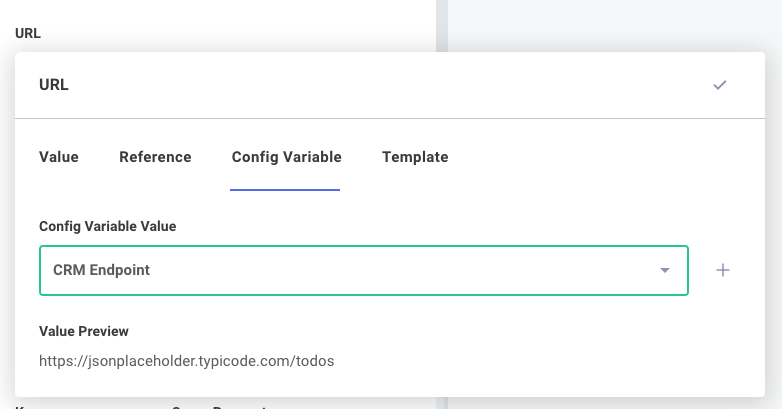 URL
URL
Value Reference Config Variable Template
Config Variable Value
CRM Endpoint
Value Preview
https://jsonplaceholder.typicode.com/todos